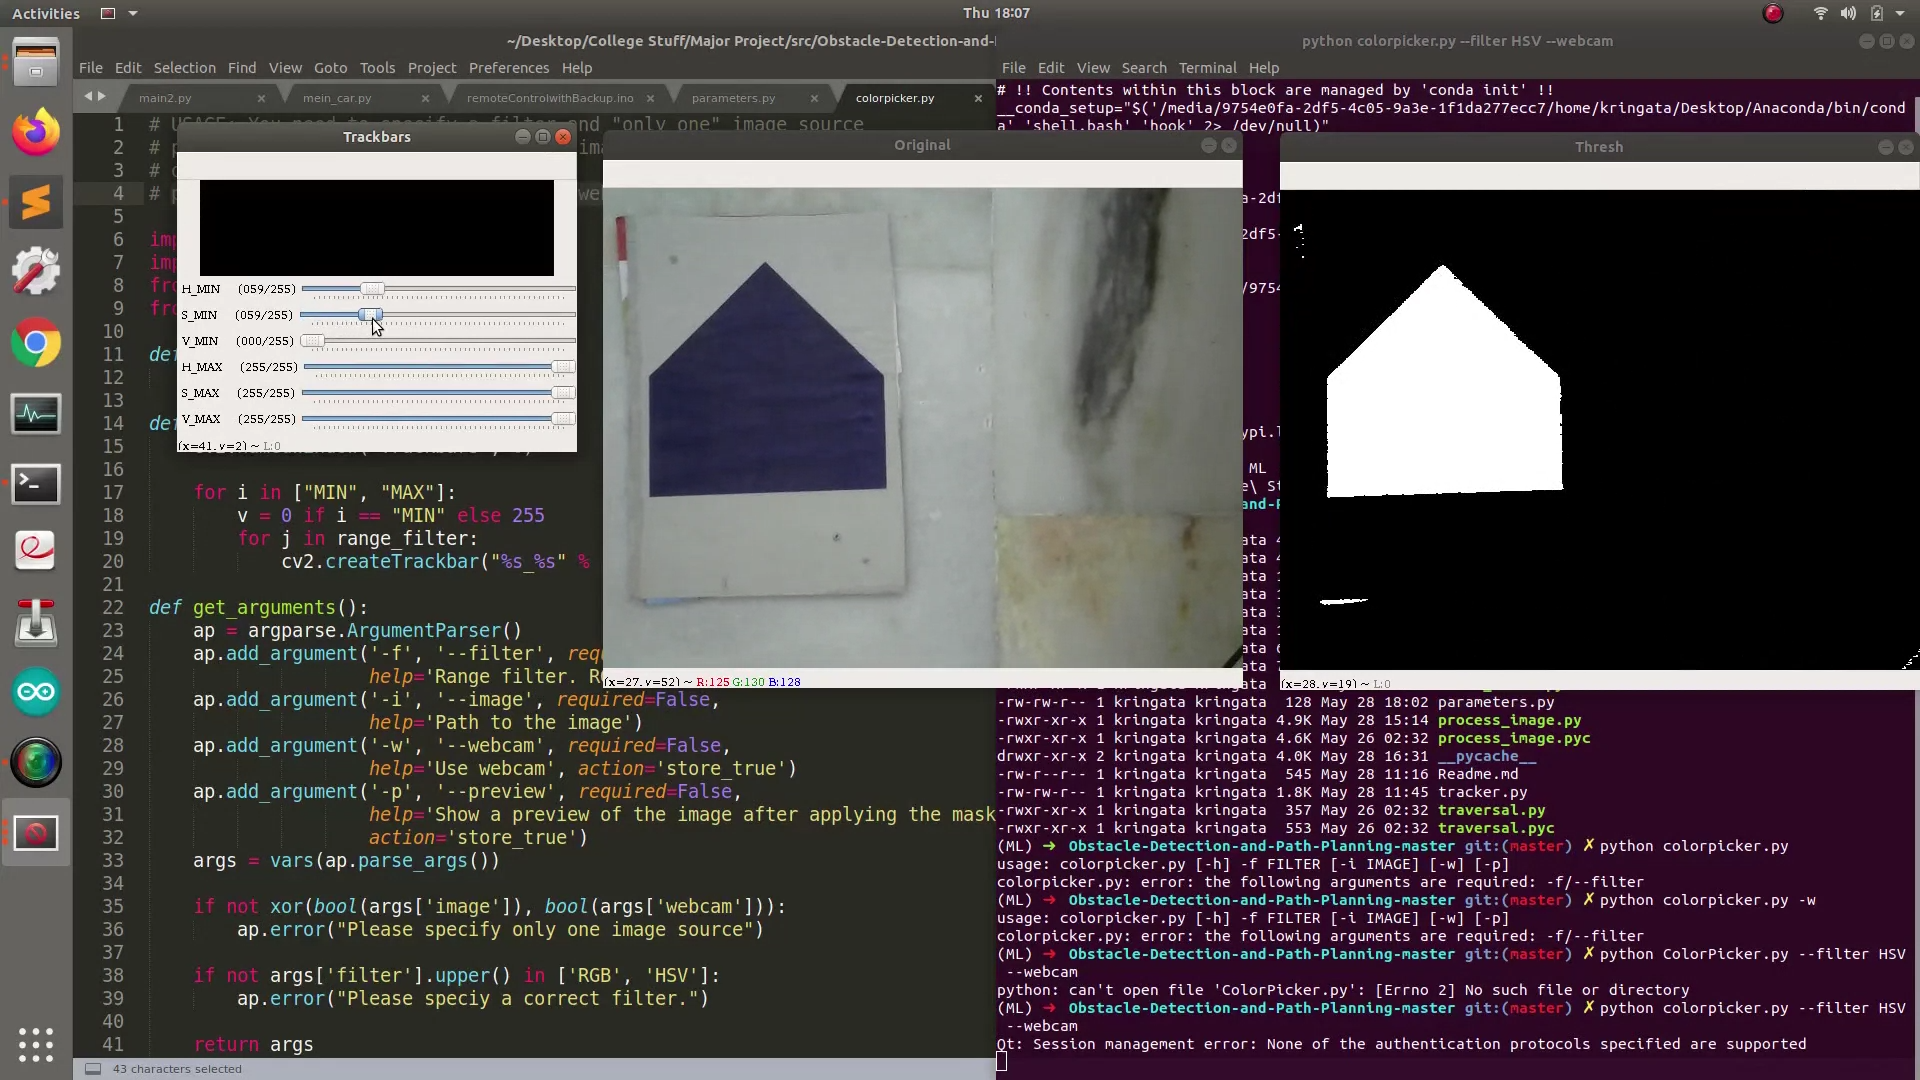 Activities
Thu 18:07
~/Desktop/College Stuff/Major Project/src/Obstacle-Detection-and-
File Edit Selection Find View Goto Tools Project Preferences Help
main2.py
mein_car.py
remoteControlwithBackup.ino
parameters.py
colorpicker.py
1 # USAGE: You need to specify a filter and "only one" image source
2 #
3 #
4 #
5
6
7
8
9
10
11
12
13
14
15
16
17 for i in ["MIN", "MAX"]:
18 v = 0 if i == "MIN" else 255
19 for j in range_filter:
20 cv2.createTrackbar("%s_%s" %
21
22 def get_arguments():
23 ap = argparse.ArgumentParser()
24 ap.add_argument('-f', '--filter',
25 help='Range filter.
26 ap.add_argument('-i', '--image', required=False,
27 help='Path to the image')
28 ap.add_argument('-w', '--webcam', required=False,
29 help='Use webcam', action='store_true')
30 ap.add_argument('-p', '--preview', required=False,
31 help='Show a preview of the image after applying the mask
32 action='store_true')
33 args = vars(ap.parse_args())
34
35 if not xor(bool(args['image']), bool(args['webcam'])):
36 ap.error("Please specify only one image source")
37
38 if not args['filter'].upper() in ['RGB', 'HSV']:
39 ap.error("Please speciy a correct filter.")
40
41 return args
43 characters selected
Trackbars
H_MIN (059/255)
S_MIN (059/255)
V_MIN (000/255)
H_MAX (255/255)
S_MAX (255/255)
V_MAX (255/255)
(x=41, y=2) ~ L:0
Original
(x=27, y=52) ~ R:125 G:130 B:128
Thresh
(x=28, y=19) ~ L:0
python colorpicker.py --filter HSV --webcam
File Edit View Search Terminal Help
# !! Contents within this block are managed by 'conda init' !!
__conda_setup="$('/media/9754e0fa-2df5-4c05-9a3e-1f1da277ecc7/home/kringata/Desktop/Anaconda/bin/cond
a' 'shell.bash' 'hook' 2> /dev/null)"
-rw-rw-r-- 1 kringata kringata 128 May 28 18:02 parameters.py
-rwxr-xr-x 1 kringata kringata 4.9K May 28 15:14 process_image.py
-rwxr-xr-x 1 kringata kringata 4.6K May 26 02:32 process_image.pyc
drwxr-xr-x 2 kringata kringata 4.0K May 28 16:31 __pycache__
-rw-r--r-- 1 kringata kringata 545 May 28 11:16 Readme.md
-rw-rw-r-- 1 kringata kringata 1.8K May 28 11:45 tracker.py
-rwxr-xr-x 1 kringata kringata 357 May 26 02:32 traversal.py
-rwxr-xr-x 1 kringata kringata 553 May 26 02:32 traversal.pyc
(ML) ➜ Obstacle-Detection-and-Path-Planning-master git:(master) ✗ python colorpicker.py
usage: colorpicker.py [-h] -f FILTER [-i IMAGE] [-w] [-p]
colorpicker.py: error: the following arguments are required: -f/--filter
(ML) ➜ Obstacle-Detection-and-Path-Planning-master git:(master) ✗ python colorpicker.py -w
usage: colorpicker.py [-h] -f FILTER [-i IMAGE] [-w] [-p]
colorpicker.py: error: the following arguments are required: -f/--filter
(ML) ➜ Obstacle-Detection-and-Path-Planning-master git:(master) ✗ python ColorPicker.py --filter HSV
--webcam
python: can't open file 'ColorPicker.py': [Errno 2] No such file or directory
(ML) ➜ Obstacle-Detection-and-Path-Planning-master git:(master) ✗ python colorpicker.py --filter HSV
--webcam
Qt: Session management error: None of the authentication protocols specified are supported